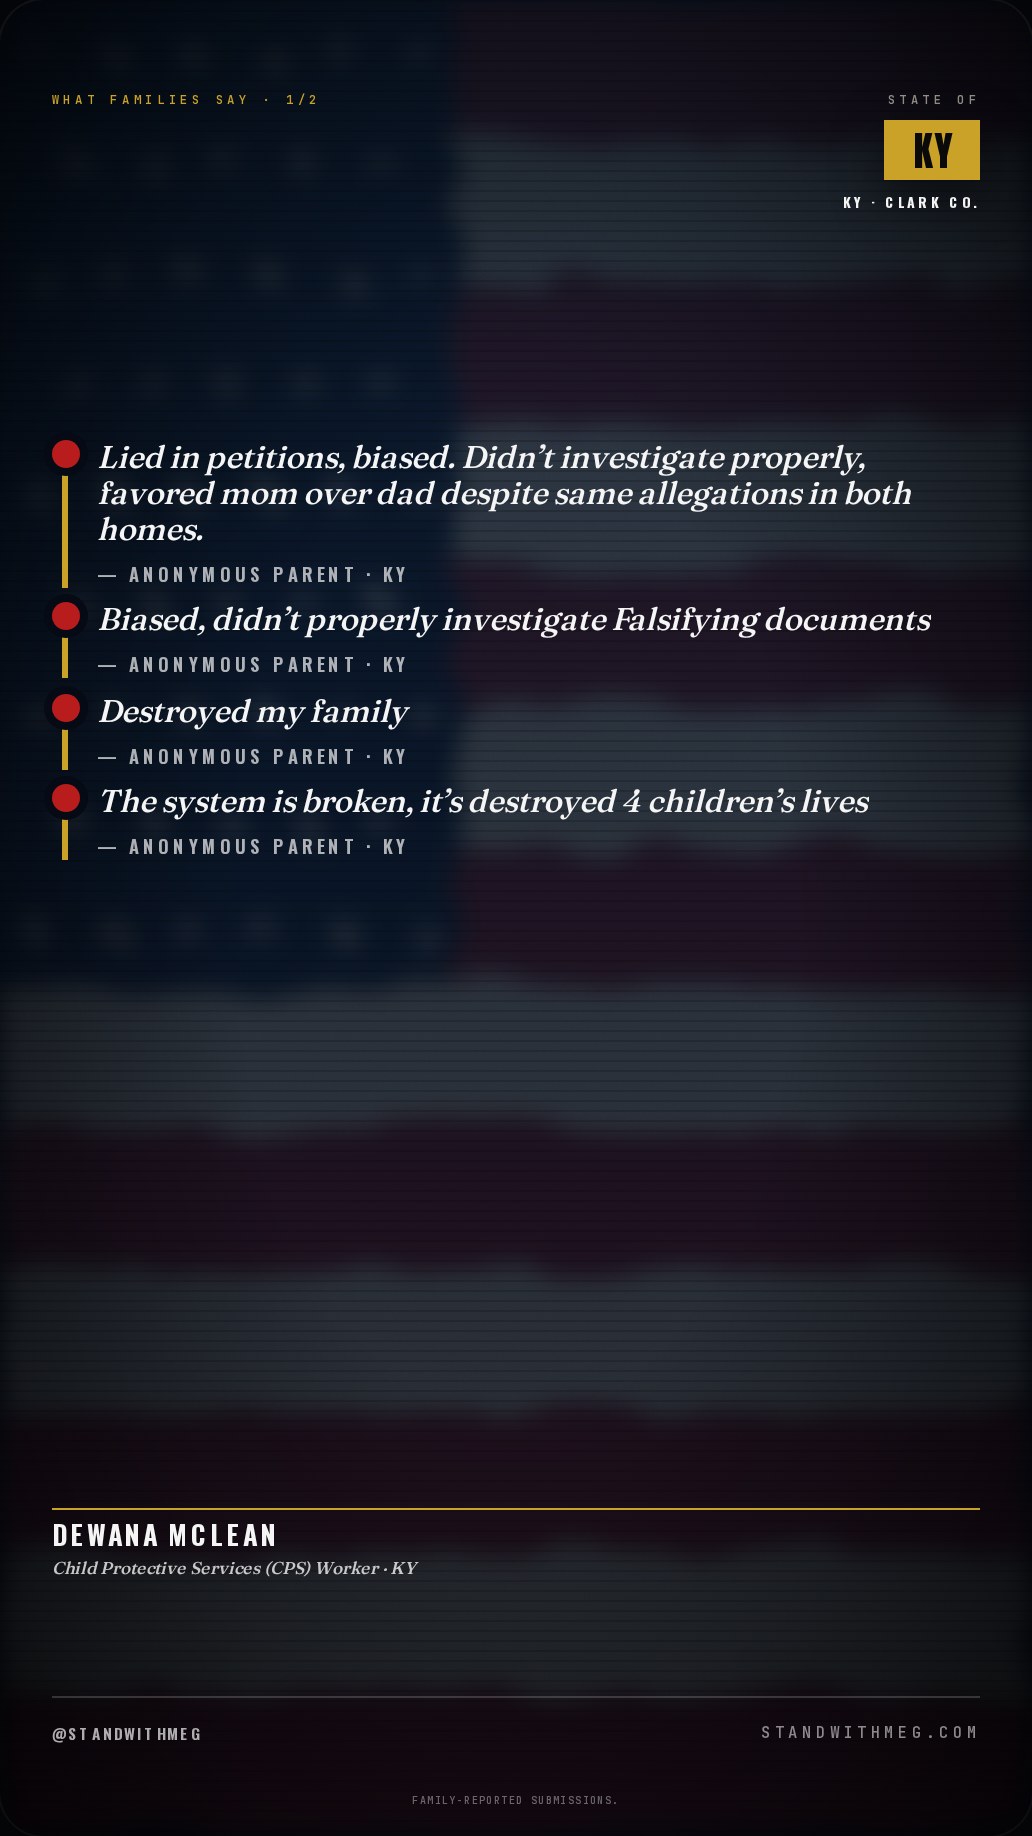 WHAT FAMILIES SAY · 1/2
STATE OF
KY
KY · CLARK CO.
Lied in petitions, biased. Didn’t investigate properly,
favored mom over dad despite same allegations in both
homes.
— ANONYMOUS PARENT · KY
Biased, didn’t properly investigate Falsifying documents
— ANONYMOUS PARENT · KY
Destroyed my family
— ANONYMOUS PARENT · KY
The system is broken, it’s destroyed 4 children’s lives
— ANONYMOUS PARENT · KY
DEWANA MCLEAN
Child Protective Services (CPS) Worker · KY
@STANDWITHMEG
STANDWITHMEG.COM
FAMILY-REPORTED SUBMISSIONS.